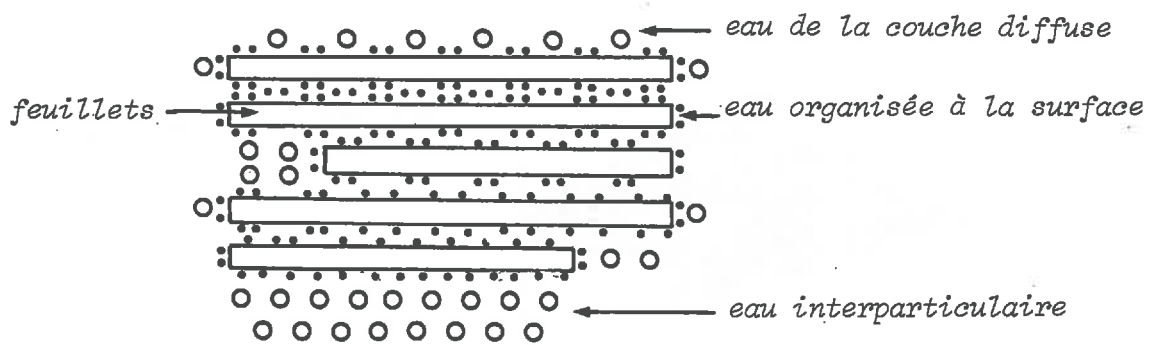 eau de la couche diffuse
feuillets
eau organisée à la surface
eau interparticulaire